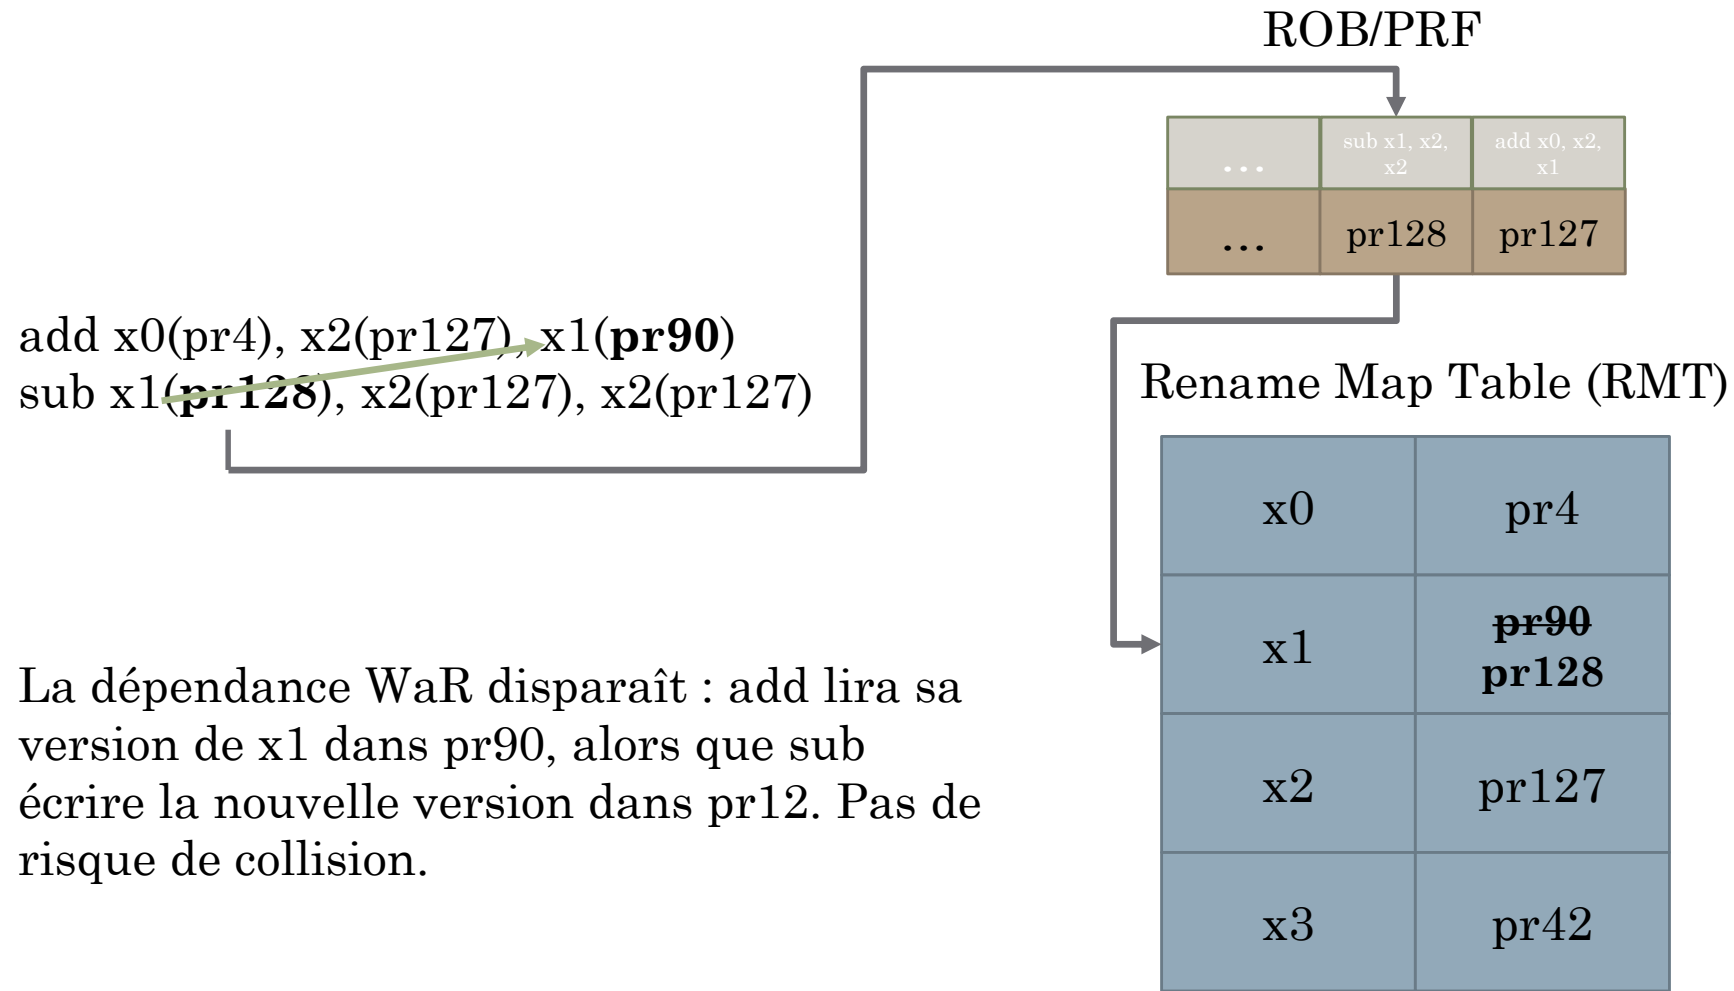 ROB/PRF
...
sub x1, x2,
x2
add x0, x2,
x1
...
pr128
pr127
add x0(pr4), x2(pr127), x1(pr90)
sub x1(pr128), x2(pr127), x2(pr127)
Rename Map Table (RMT)
x0
pr4
x1
pr90
pr128
x2
pr127
x3
pr42
La dépendance WaR disparaît : add lira sa
version de x1 dans pr90, alors que sub
écrire la nouvelle version dans pr12. Pas de
risque de collision.